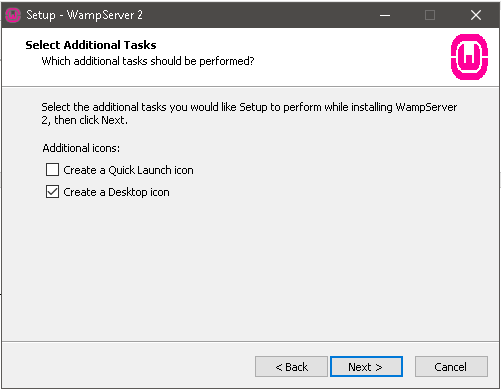 Setup - WampServer 2
Select Additional Tasks
Which additional tasks should be performed?
Select the additional tasks you would like Setup to perform while installing WampServer
2, then click Next.
Additional icons:
Create a Quick Launch icon
Create a Desktop icon
< Back
Next >
Cancel